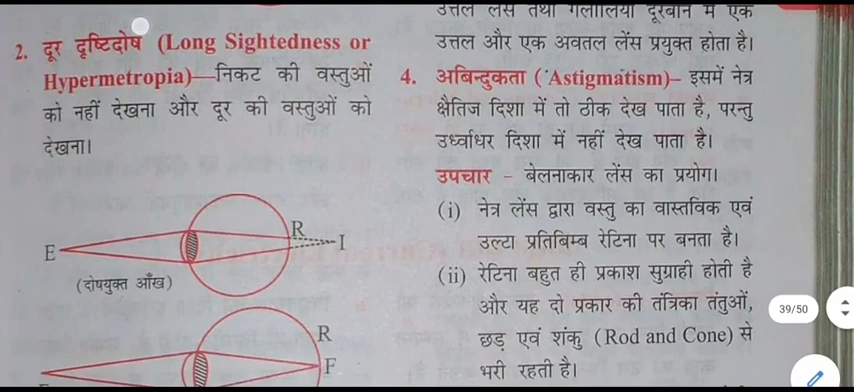 2. दूर दृष्टिदोष (Long Sightedness or
Hypermetropia)—निकट की वस्तुओं
को नहीं देखना और दूर की वस्तुओं को
देखना।
R
E
I
(दोषयुक्त आँख)
R
F
उत्तल लेंस तथा गैलीलियो दूरबीन में एक
उत्तल और एक अवतल लेंस प्रयुक्त होता है।
4. अबिन्दुकता ('Astigmatism)– इसमें नेत्र
क्षैतिज दिशा में तो ठीक देख पाता है, परन्तु
उर्ध्वाधर दिशा में नहीं देख पाता है।
उपचार - बेलनाकार लेंस का प्रयोग।
(i) नेत्र लेंस द्वारा वस्तु का वास्तविक एवं
उल्टा प्रतिबिम्ब रेटिना पर बनता है।
(ii) रेटिना बहुत ही प्रकाश सुग्राही होती है
और यह दो प्रकार की तंत्रिका तंतुओं,
छड़ एवं शंकु (Rod and Cone) से
भरी रहती है।
39/50